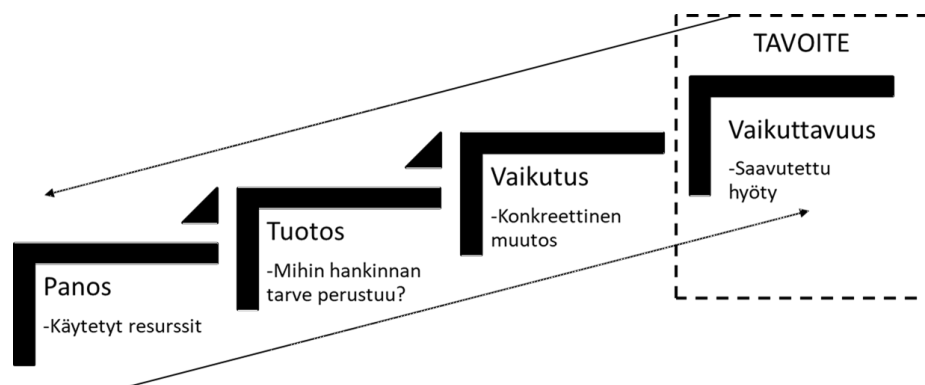 TAVOITE
Vaikuttavuus
-Saavutettu
hyöty
Vaikutus
-Konkreettinen
muutos
Tuotos
-Mihin hankinnan
tarve perustuu?
Panos
-Käytetyt resurssit